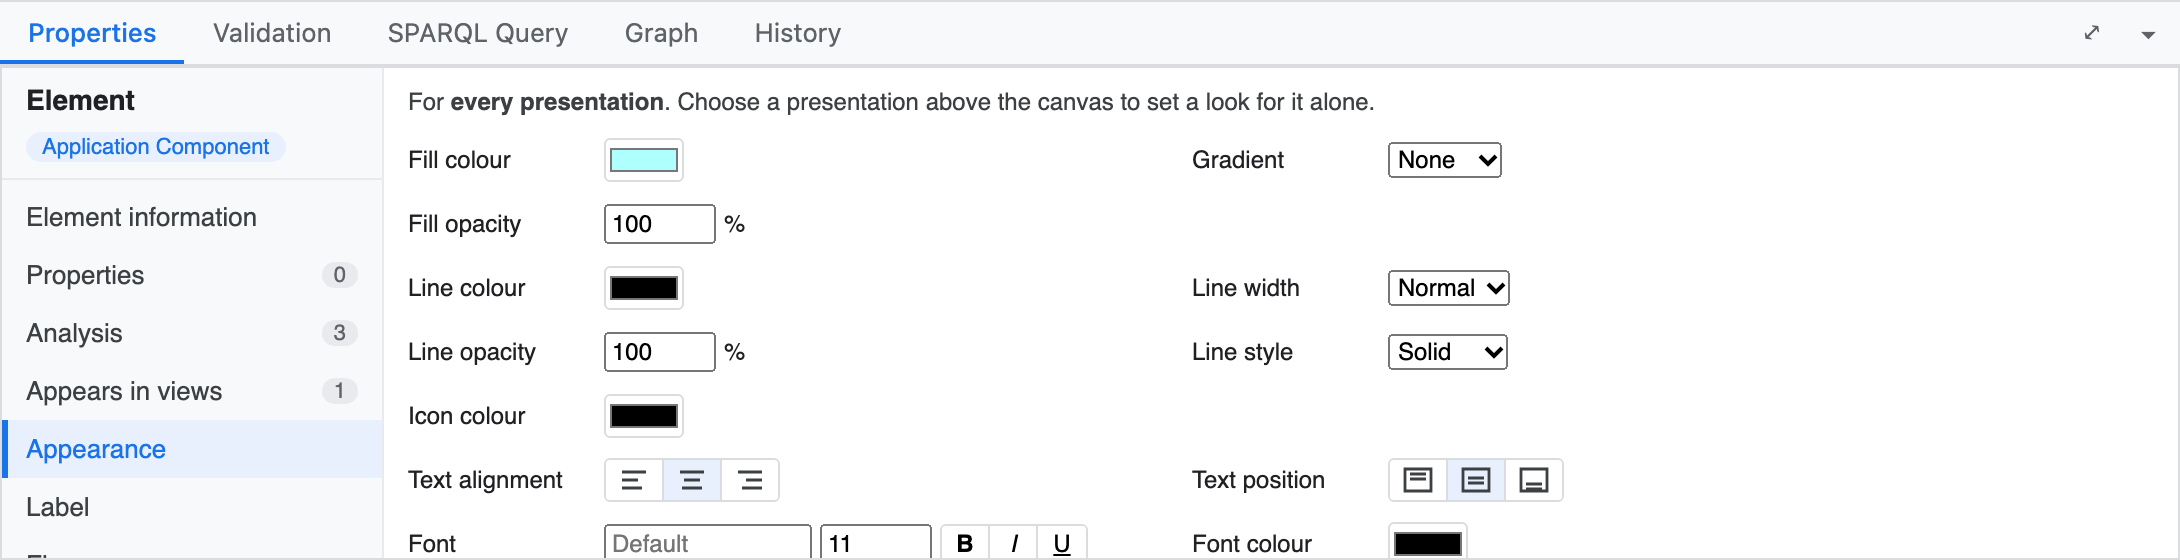 Properties Validation SPARQL Query Graph History
Element
Application Component
Element information
Properties 0
Analysis 3
Appears in views 1
Appearance
Label
For every presentation. Choose a presentation above the canvas to set a look for it alone.
Fill colour Gradient None
Fill opacity 100 %
Line colour Line width Normal
Line opacity 100 % Line style Solid
Icon colour
Text alignment Text position
Font Default 11 B I U Font colour